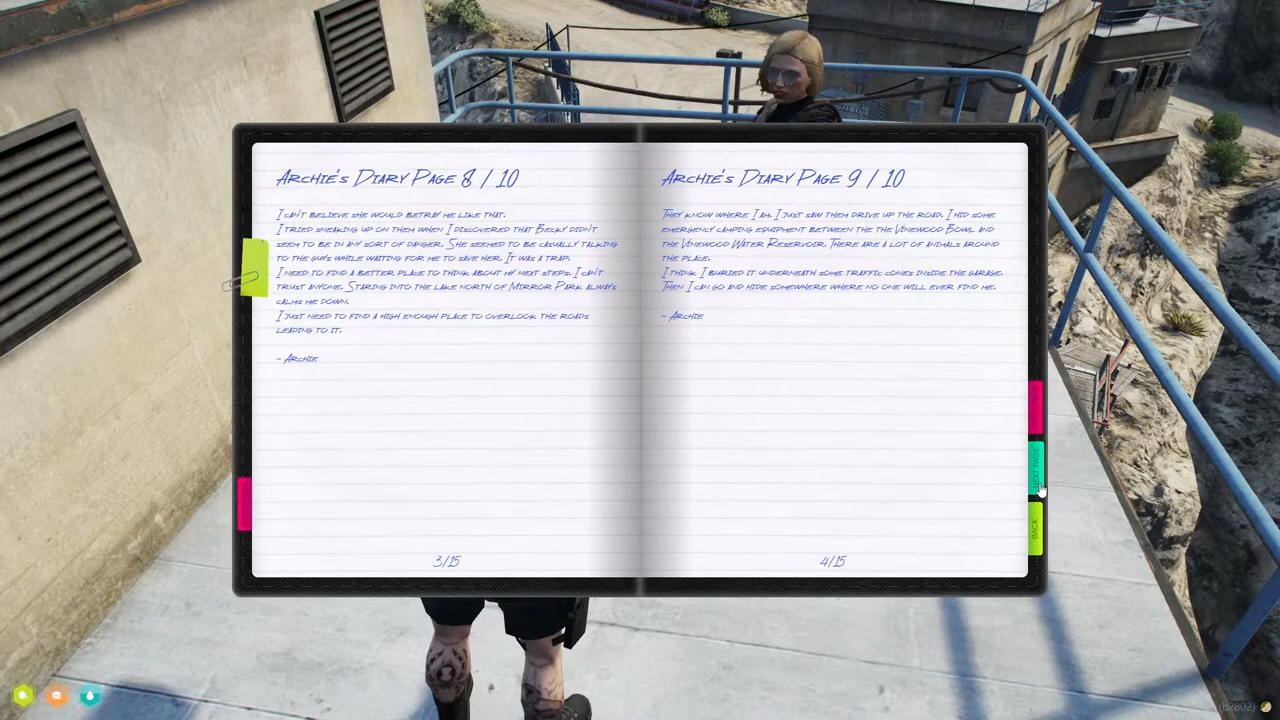 Archie's Diary Page 8 / 10
I can't believe she would betray me like that.
I tried sneaking up on them when I discovered that Becky didn't
seem to be in any sort of danger. She seemed to be casually talking
to the guys while waiting for me to save her. It was a trap.
I need to find a better place to think about my next steps. I can't
trust anyone. Staring into the lake north of Mirror Park always
calms me down.
I just need to find a high enough place to overlook the roads
leading to it.
- Archie
3/15
Archie's Diary Page 9 / 10
They know where I am. I just saw them drive up the road. I hid some
emergency camping equipment between the the Vinewood Bowl and
the Vinewood Water Reservoir. There are a lot of animals around
the place.
I think I buried it underneath some traffic cones inside the garage.
Then I can go and hide somewhere where no one will ever find me.
- Archie
4/15
NEXT PAGE
BACK
(b2802)